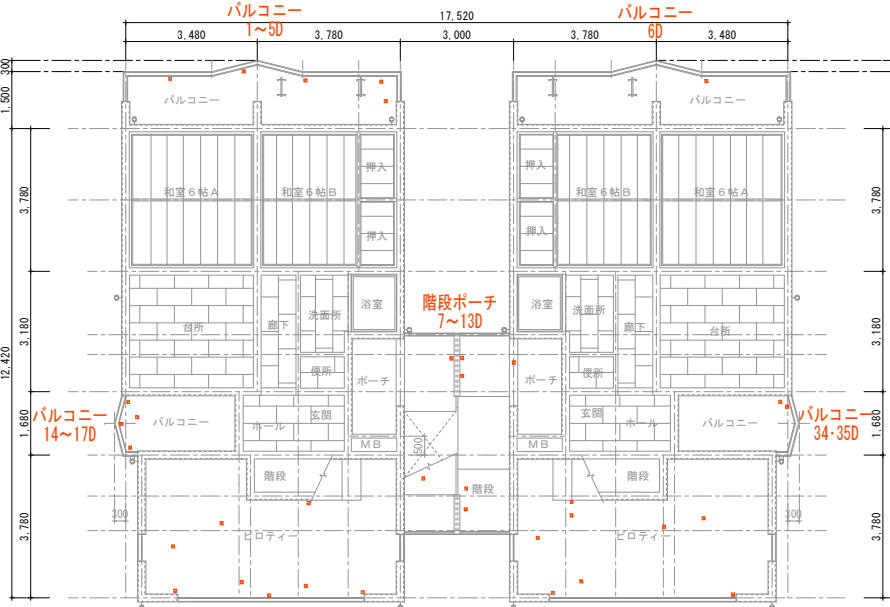 バルコニー
1～5D
17,520
バルコニー
6D
3,480
3,780
3,000
3,780
3,480
300
1,500
バルコニー
バルコニー
3,780
和室６帖Ａ
和室６帖Ｂ
押入
押入
和室６帖Ｂ
和室６帖Ａ
3,780
押入
押入
12,420
3,180
台所
廊下
洗面所
浴室
階段ポーチ
7～13D
浴室
洗面所
廊下
台所
3,180
便所
ポーチ
ポーチ
便所
バルコニー
14～17D
1,680
バルコニー
ホール
玄関
ＭＢ
500
ＭＢ
玄関
ホール
バルコニー
バルコニー
34・35D
1,680
階段
階段
階段
300
3,780
ピロティー
ピロティー
300
3,780